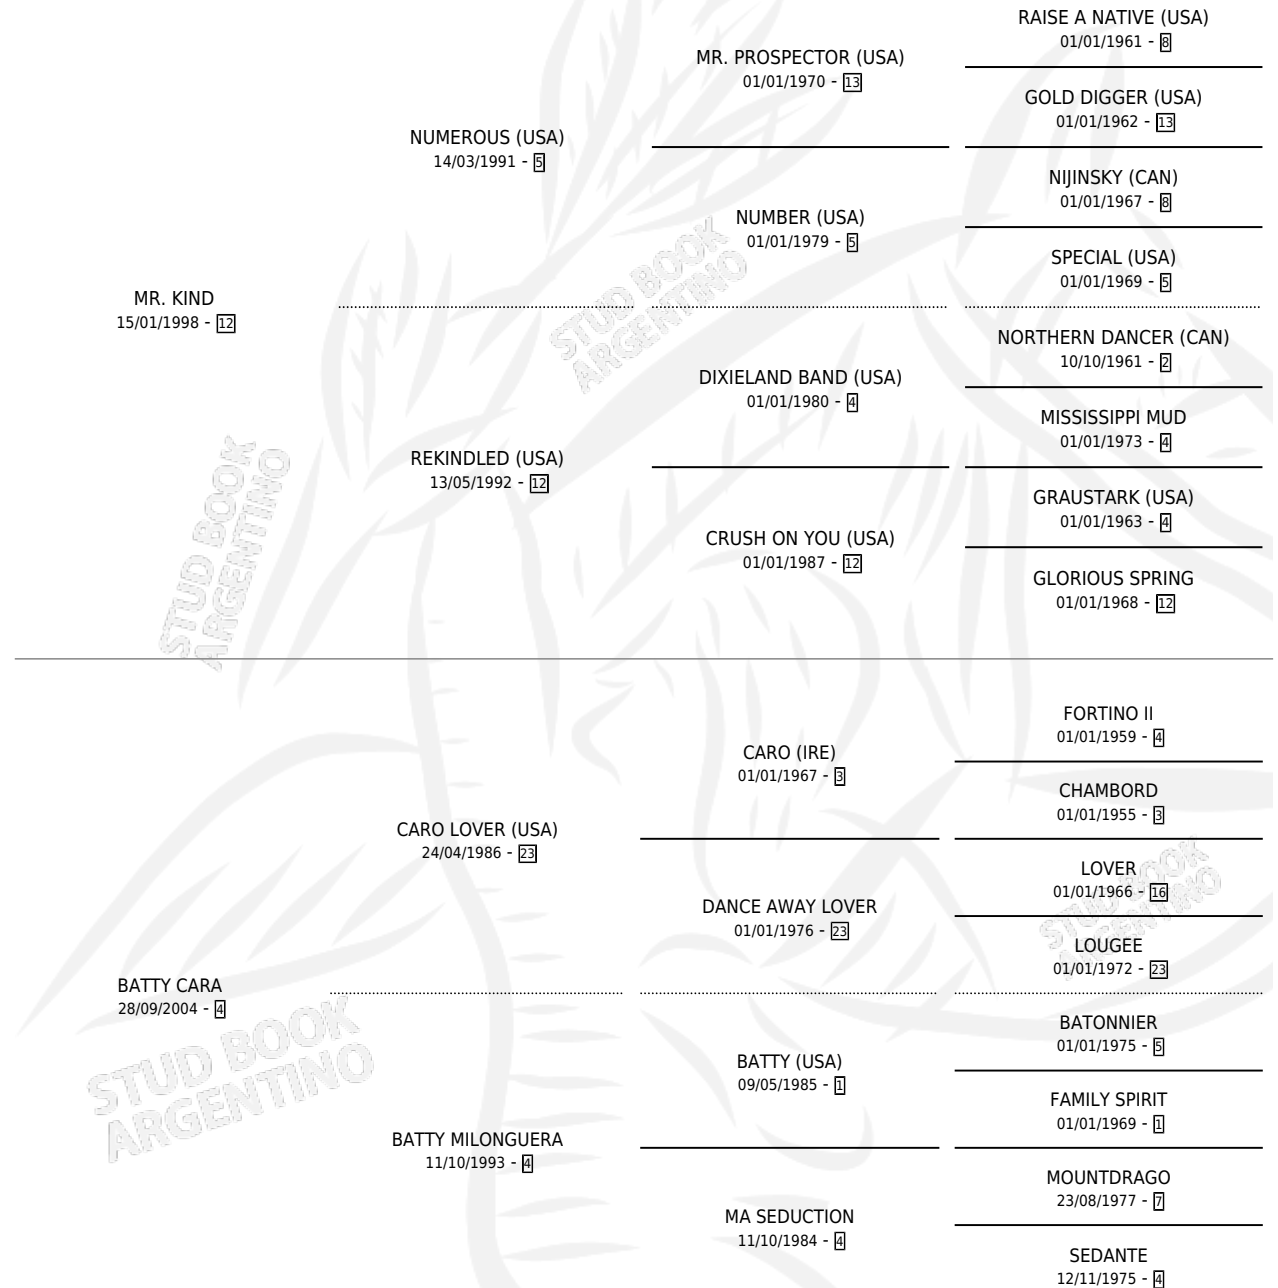 RAISE A NATIVE (USA)
01/01/1961 - 8
MR. PROSPECTOR (USA)
01/01/1970 - 13
GOLD DIGGER (USA)
01/01/1962 - 13
NUMEROUS (USA)
14/03/1991 - 5
NIJINSKY (CAN)
01/01/1967 - 8
NUMBER (USA)
01/01/1979 - 5
SPECIAL (USA)
01/01/1969 - 5
MR. KIND
15/01/1998 - 12
STUD BOOK
ARGENTINO
NORTHERN DANCER (CAN)
10/10/1961 - 2
DIXIELAND BAND (USA)
01/01/1980 - 4
MISSISSIPPI MUD
01/01/1973 - 4
REKINDLED (USA)
13/05/1992 - 12
GRAUSTARK (USA)
01/01/1963 - 4
CRUSH ON YOU (USA)
01/01/1987 - 12
GLORIOUS SPRING
01/01/1968 - 12
STUD BOOK
ARGENTINO
FORTINO II
01/01/1959 - 4
CARO (IRE)
01/01/1967 - 3
CHAMBORD
01/01/1955 - 3
CARO LOVER (USA)
24/04/1986 - 23
LOVER
01/01/1966 - 16
DANCE AWAY LOVER
01/01/1976 - 23
STUD BOOK
ARGENTINO
LOUGEE
01/01/1972 - 23
BATTY CARA
28/09/2004 - 4
STUD BOOK
ARGENTINO
BATONNIER
01/01/1975 - 5
BATTY (USA)
09/05/1985 - 1
FAMILY SPIRIT
01/01/1969 - 1
BATTY MILONGUERA
11/10/1993 - 4
MOUNTDRAGO
23/08/1977 - 7
MA SEDUCTION
11/10/1984 - 4
SEDANTE
12/11/1975 - 4